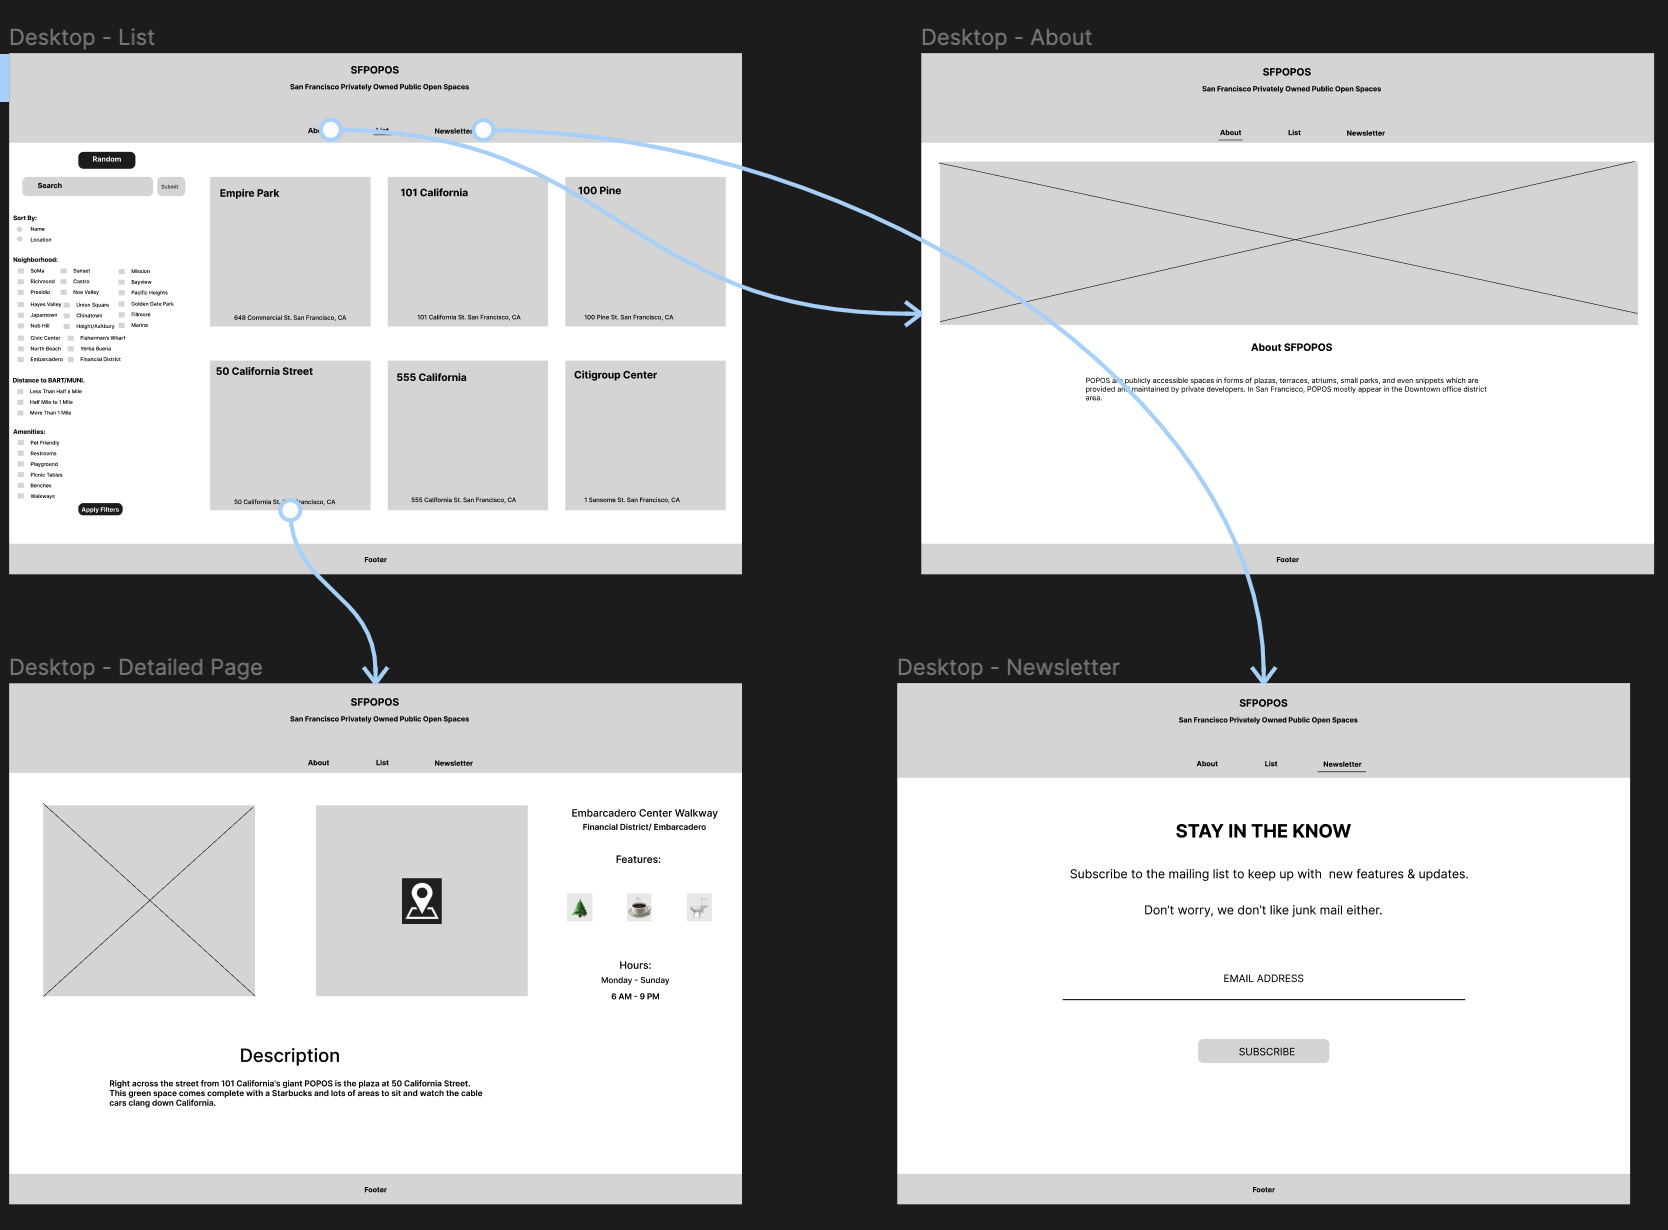 Desktop - List
SFPOPOS
San Francisco Privately Owned Public Open Spaces
Newsletter
Random
Search
Submit
Sort By:
Name
Location
Neighborhood:
SoMa Sunset Mission
Richmond Castro Bayview
Presidio Noe Valley Pacific Heights
Hayes Valley Union Square Golden Gate Park
Japantown Chinatown Fillmore
Nob Hill Haight/Ashbury Marina
Civic Center Fisherman's Wharf
North Beach Yerba Buena
Embarcadero Financial District
Distance to BART/MUNI.
Less Than Half a Mile
Half Mile to 1 Mile
More Than 1 Mile
Amenities:
Pet Friendly
Restrooms
Playground
Picnic Tables
Benches
Walkways
Apply Filters
Empire Park
648 Commercial St. San Francisco, CA
101 California
101 California St. San Francisco, CA
100 Pine
100 Pine St. San Francisco, CA
50 California Street
50 California St. San Francisco, CA
555 California
555 California St. San Francisco, CA
Citigroup Center
1 Sansome St. San Francisco, CA
Footer
Desktop - About
SFPOPOS
San Francisco Privately Owned Public Open Spaces
About List Newsletter
About SFPOPOS
POPOS are publicly accessible spaces in forms of plazas, terraces, atriums, small parks, and even snippets which are
provided and maintained by private developers. In San Francisco, POPOS mostly appear in the Downtown office district
area.
Footer
Desktop - Detailed Page
SFPOPOS
San Francisco Privately Owned Public Open Spaces
About List Newsletter
Embarcadero Center Walkway
Financial District/ Embarcadero
Features:
Hours:
Monday - Sunday
6 AM - 9 PM
Description
Right across the street from 101 California's giant POPOS is the plaza at 50 California Street.
This green space comes complete with a Starbucks and lots of areas to sit and watch the cable
cars clang down California.
Footer
Desktop - Newsletter
SFPOPOS
San Francisco Privately Owned Public Open Spaces
About List Newsletter
STAY IN THE KNOW
Subscribe to the mailing list to keep up with  new features & updates.
Don't worry, we don't like junk mail either.
EMAIL ADDRESS
SUBSCRIBE
Footer